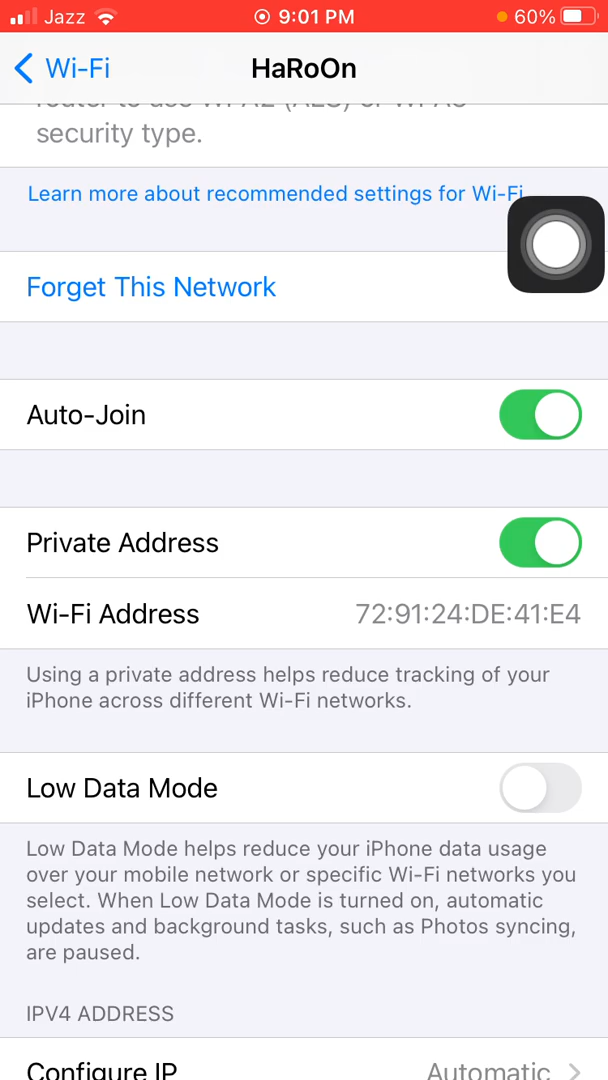 Jazz 9:01 PM 60%
Wi-Fi HaRoOn
security type.
Learn more about recommended settings for Wi-Fi
Forget This Network
Auto-Join
Private Address
Wi-Fi Address 72:91:24:DE:41:E4
Using a private address helps reduce tracking of your
iPhone across different Wi-Fi networks.
Low Data Mode
Low Data Mode helps reduce your iPhone data usage
over your mobile network or specific Wi-Fi networks you
select. When Low Data Mode is turned on, automatic
updates and background tasks, such as Photos syncing,
are paused.
IPV4 ADDRESS
Configure IP Automatic